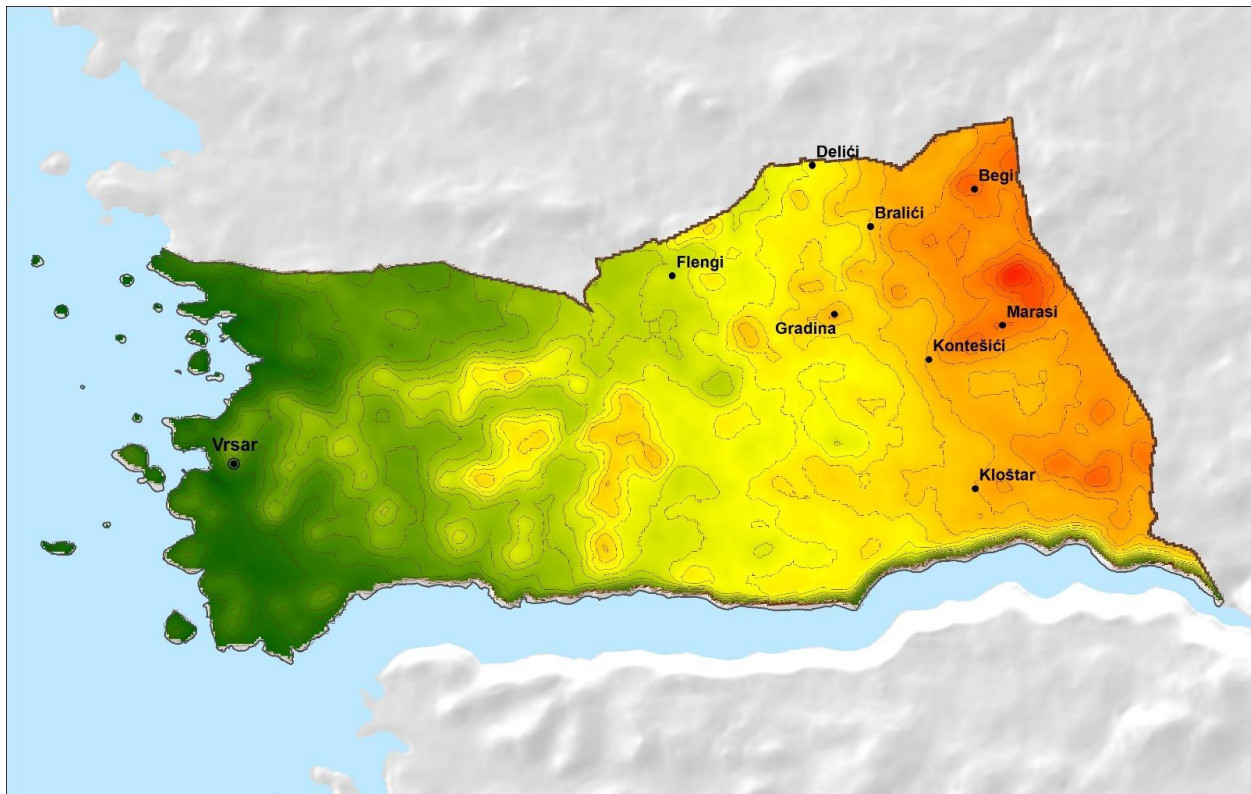 Delići
Begi
Bralići
Flengi
Marasi
Gradina
Kontešići
Vrsar
Kloštar